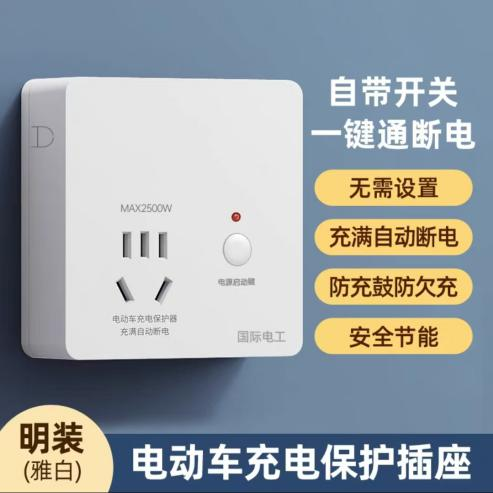 自带开关
一键通断电
无需设置
充满自动断电
防充鼓防欠充
安全节能
D
MAX2500W
电源启动键
电动车充电保护器
充满自动断电
国际电工
明装
(雅白)
电动车充电保护插座